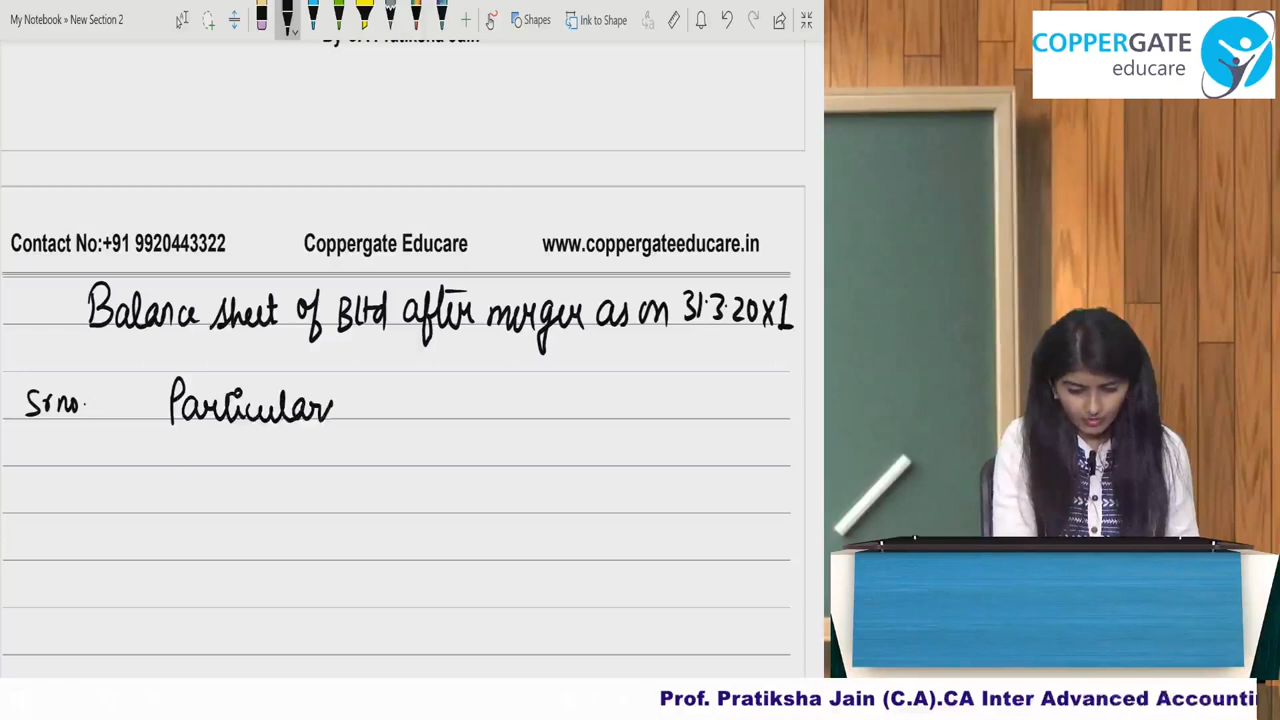 My Notebook » New Section 2
Shapes
Ink to Shape
COPPERGATE
educare
Contact No:+91 9920443322 Coppergate Educare www.coppergateeducare.in
Balance sheet of B Ltd after merger as on 31.3.20X1
Sr no. Particular
Prof. Pratiksha Jain (C.A).CA Inter Advanced Accounti